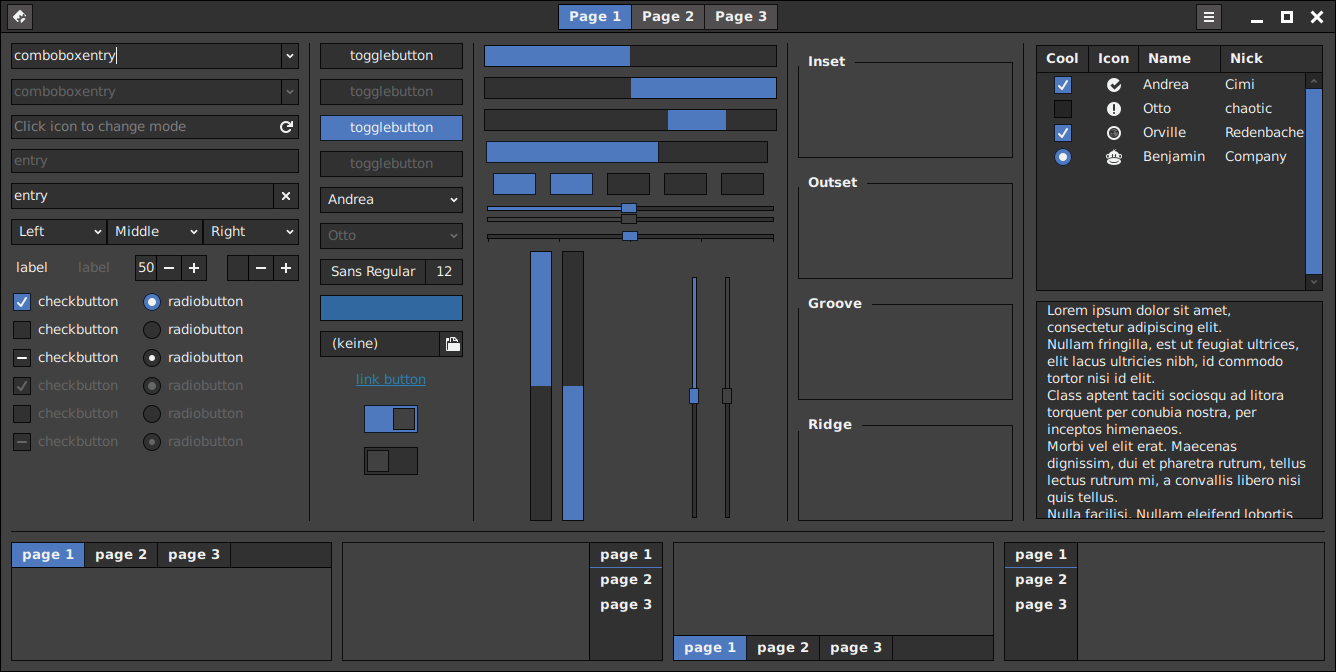 Page 1 Page 2 Page 3
comboboxentry
comboboxentry
Click icon to change mode
entry
entry
Left Middle Right
label label 50
checkbutton radiobutton
checkbutton radiobutton
checkbutton radiobutton
checkbutton radiobutton
checkbutton radiobutton
checkbutton radiobutton
togglebutton
togglebutton
togglebutton
togglebutton
Andrea
Otto
Sans Regular 12
(keine)
link button
Inset
Outset
Groove
Ridge
Cool Icon Name Nick
Andrea Cimi
Otto chaotic
Orville Redenbache
Benjamin Company
Lorem ipsum dolor sit amet,
consectetur adipiscing elit.
Nullam fringilla, est ut feugiat ultrices,
elit lacus ultricies nibh, id commodo
tortor nisi id elit.
Class aptent taciti sociosqu ad litora
torquent per conubia nostra, per
inceptos himenaeos.
Morbi vel elit erat. Maecenas
dignissim, dui et pharetra rutrum, tellus
lectus rutrum mi, a convallis libero nisi
quis tellus.
Nulla facilisi. Nullam eleifend lobortis
page 1 page 2 page 3
page 1
page 2
page 3
page 1 page 2 page 3
page 1
page 2
page 3